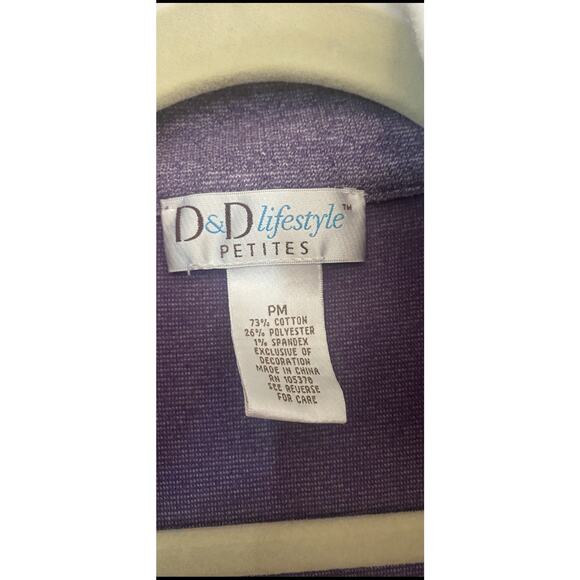 D&D lifestyle™
PETITES
PM
73% COTTON
26% POLYESTER
1% SPANDEX
EXCLUSIVE OF
DECORATION
MADE IN CHINA
RN 105378
SEE REVERSE
FOR CARE